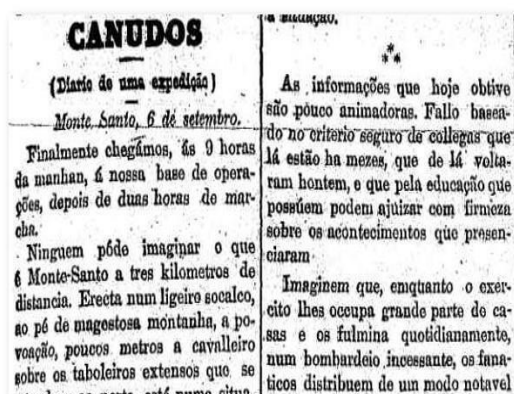 CANUDOS
(Diario de uma expedição)
Monte Santo, 6 de setembro.
Finalmente chegámos, ás 9 horas
da manhan, á nossa base de opera-
ções, depois de duas horas de mar-
cha.
Ninguem póde imaginar o que
é Monte-Santo a tres kilometros de
distancia. Erecta num ligeiro socalco,
ao pé de magestosa montanha, a po-
voação, poucos metros a cavalleiro
sobre os taboleiros extensos que se
está numa situa-
a situação.
As informações que hoje obtive
são pouco animadoras. Fallo basea-
do no criterio seguro de collegas que
lá estão ha mezes, que de lá volta-
ram hontem, e que pela educação que
possúem podem ajuizar com firmeza
sobre os acontecimentos que presen-
ciaram
Imaginem que, emquanto o exer-
cito lhes occupa grande parte de ca-
sas e os fulmina quotidianamente,
num bombardeio incessante, os fana-
ticos distribuem de um modo notavel